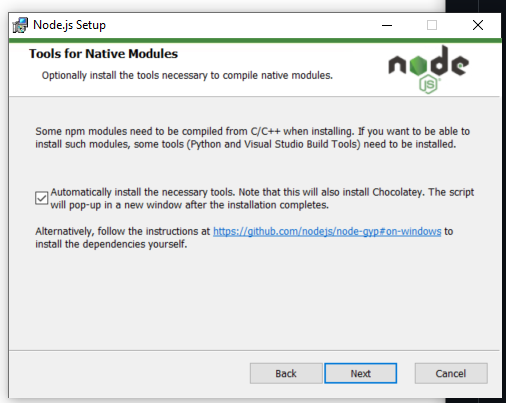 Node.js Setup
Tools for Native Modules
Optionally install the tools necessary to compile native modules.
node
JS
Some npm modules need to be compiled from C/C++ when installing. If you want to be able to
install such modules, some tools (Python and Visual Studio Build Tools) need to be installed.
Automatically install the necessary tools. Note that this will also install Chocolatey. The script
will pop-up in a new window after the installation completes.
Alternatively, follow the instructions at https://github.com/nodejs/node-gyp#on-windows to
install the dependencies yourself.
Back Next Cancel